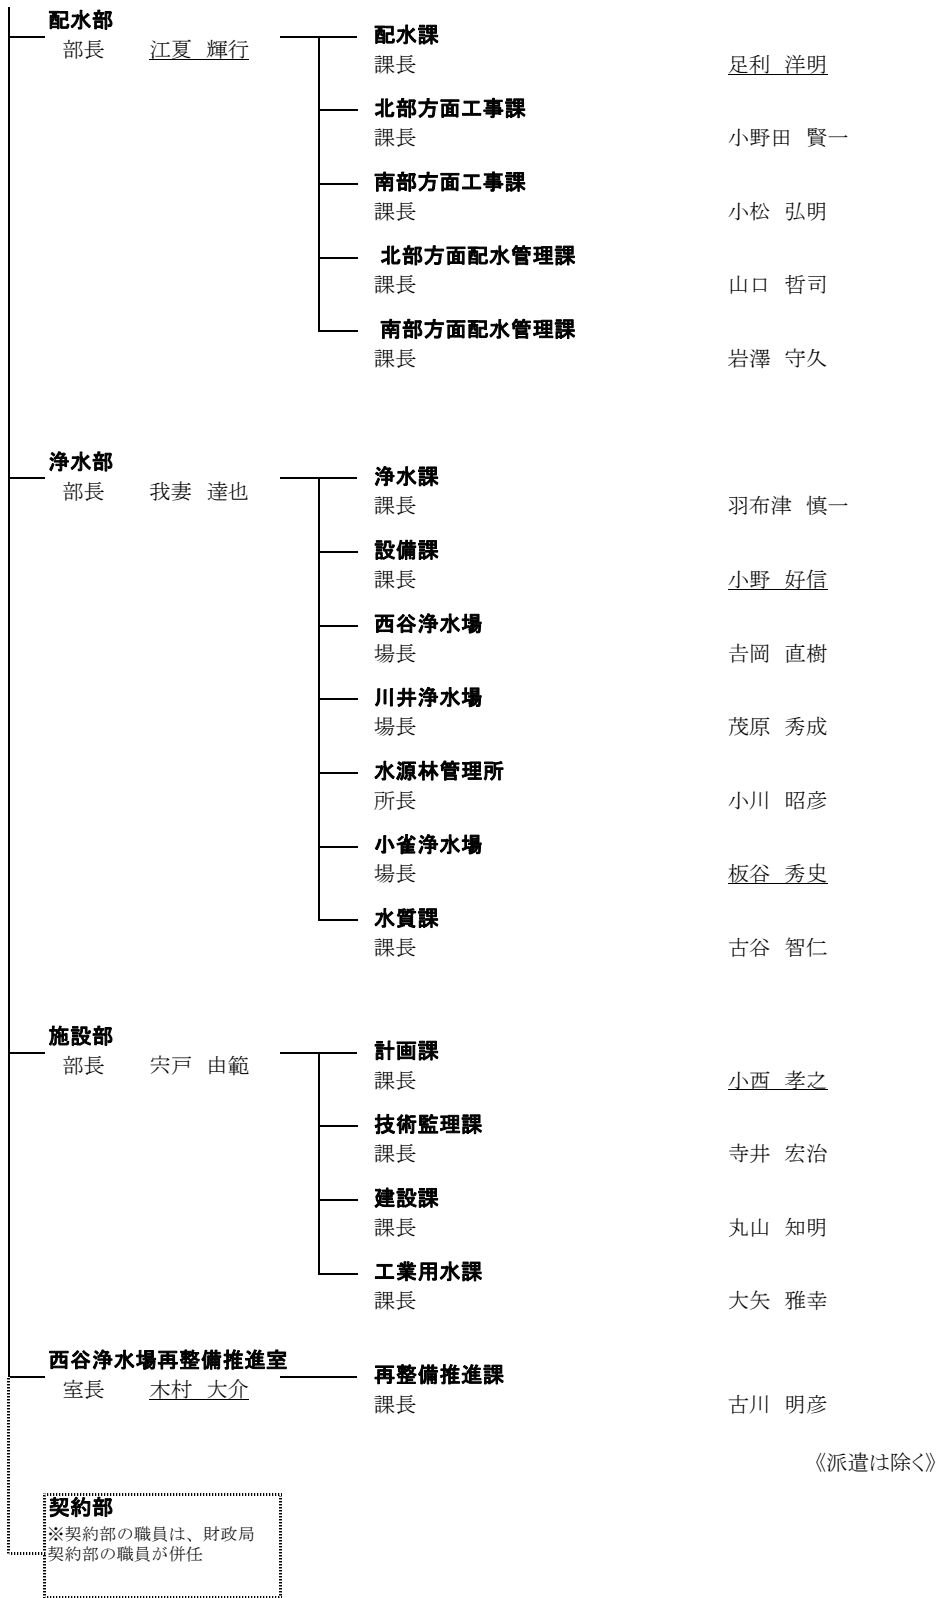 配水部
部長 江夏 輝行
配水課
課長 足利 洋明
北部方面工事課
課長 小野田 賢一
南部方面工事課
課長 小松 弘明
北部方面配水管理課
課長 山口 哲司
南部方面配水管理課
課長 岩澤 守久
浄水部
部長 我妻 達也
浄水課
課長 羽布津 慎一
設備課
課長 小野 好信
西谷浄水場
場長 𠮷岡 直樹
川井浄水場
場長 茂原 秀成
水源林管理所
所長 小川 昭彦
小雀浄水場
場長 板谷 秀史
水質課
課長 古谷 智仁
施設部
部長 宍戸 由範
計画課
課長 小西 孝之
技術監理課
課長 寺井 宏治
建設課
課長 丸山 知明
工業用水課
課長 大矢 雅幸
西谷浄水場再整備推進室
室長 木村 大介
再整備推進課
課長 古川 明彦
《派遣は除く》
契約部
※契約部の職員は、財政局
契約部の職員が併任